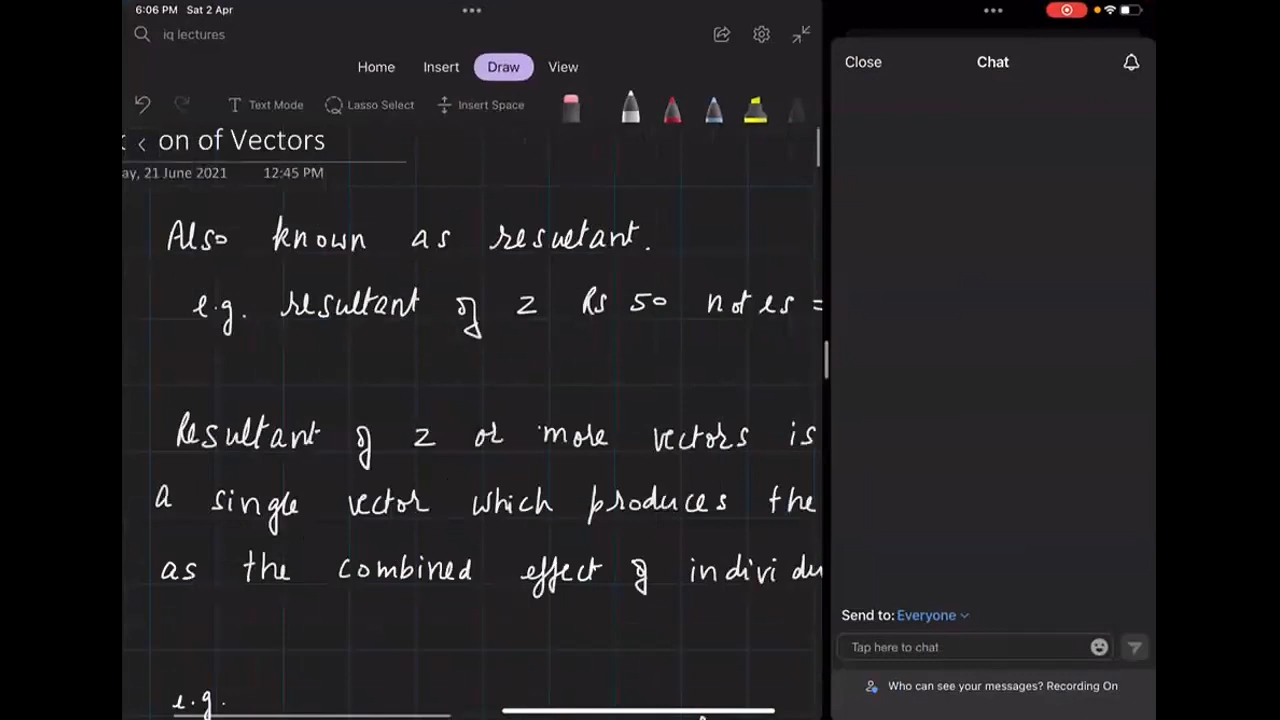 6:06 PM Sat 2 Apr
iq lectures
Home Insert Draw View
Text Mode Lasso Select Insert Space
on of Vectors
ay, 21 June 2021 12:45 PM
Also known as resultant.
e.g. resultant of 2 Rs 50 notes =
Resultant of 2 or more vectors is
a single vector which produces the
as the combined effect of individu
e.g.
Close Chat
Send to: Everyone
Tap here to chat
Who can see your messages? Recording On